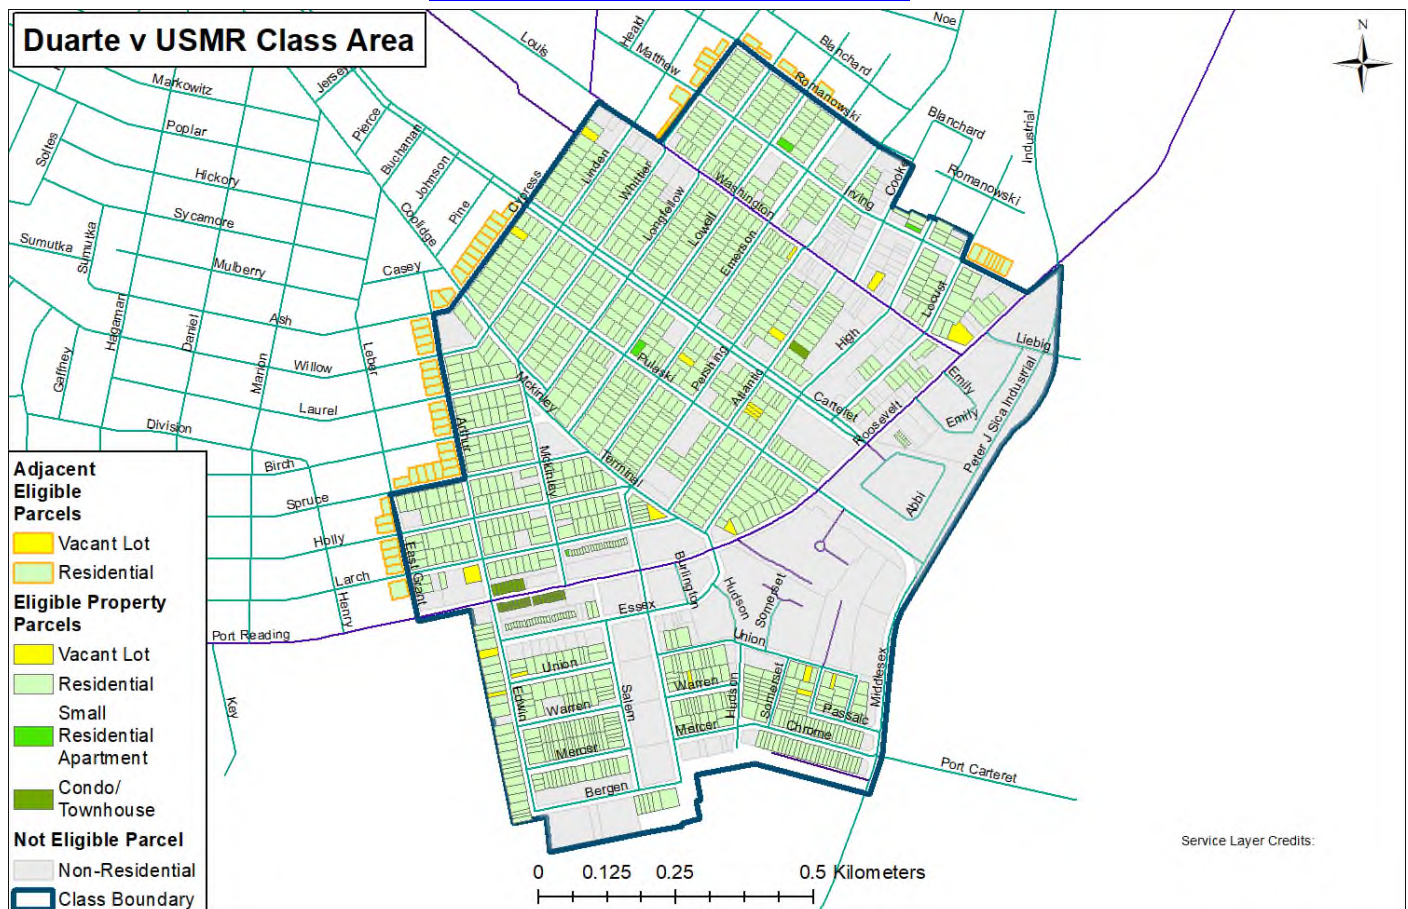 Duarte v USMR Class Area
N
Noe
Louis
Heald
Matthew
Blanchard
Romanowski
Blanchard
Industrial
Romanowski
Markowitz
Jersey
Pierce
Poplar
Buchanan
Soltes
Hickory
Johnson
Coolidge
Pine
Cypress
Linden
Whittier
Longfellow
Lowell
Washington
Emerson
Irving
Cooke
Sycamore
Sumutka
Sumutka
Mulberry
Casey
Hagaman
Daniel
Ash
Marion
Leber
Willow
Gaffney
Laurel
Division
Birch
Arthur
Mckinley
Mckinley
Pulaski
Pershing
Atlantic
High
Locust
Carteret
Roosevelt
Liebig
Emily
Emily
Peter J Sica Industrial
Abbi
Terminal
Spruce
Holly
Larch
Henry
East Grant
Port Reading
Key
Burlington
Essex
Hudson
Somerset
Union
Union
Warren
Warren
Edwin
Salem
Hudson
Somerset
Middlesex
Passaic
Mercer
Mercer
Chrome
Bergen
Port Carteret
Adjacent
Eligible
Parcels
Vacant Lot
Residential
Eligible Property
Parcels
Vacant Lot
Residential
Small
Residential
Apartment
Condo/
Townhouse
Not Eligible Parcel
Non-Residential
Class Boundary
0 0.125 0.25 0.5 Kilometers
Service Layer Credits: